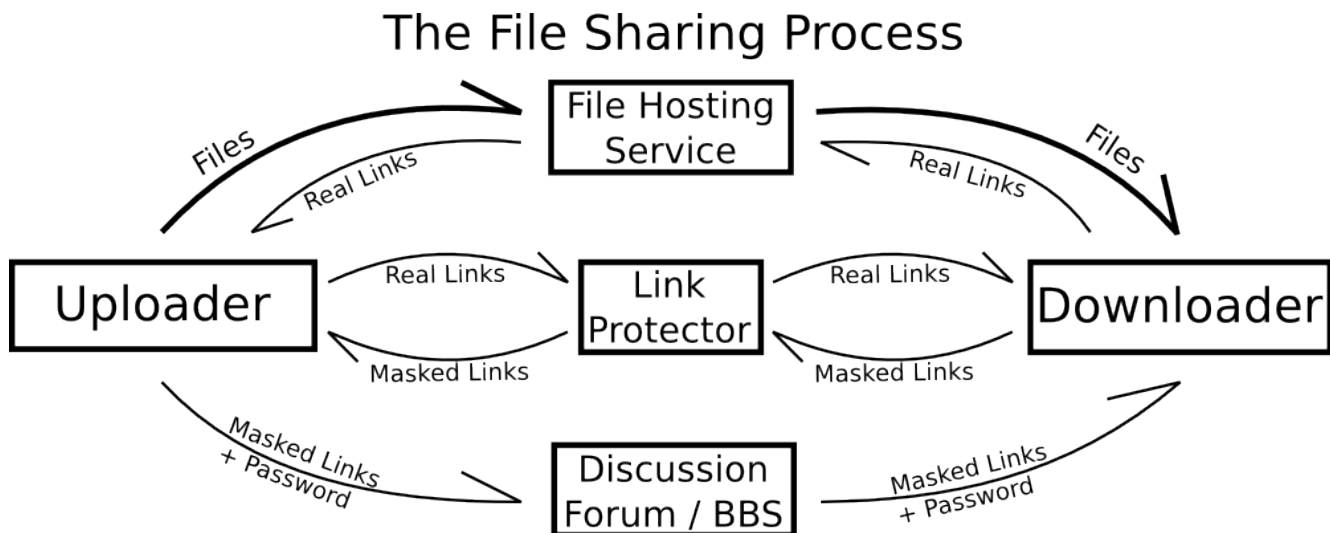 The File Sharing Process
File Hosting
Service
Files
Files
Real Links
Real Links
Uploader
Real Links
Link
Protector
Real Links
Downloader
Masked Links
Masked Links
Masked Links
+ Password
Discussion
Forum / BBS
Masked Links
+ Password